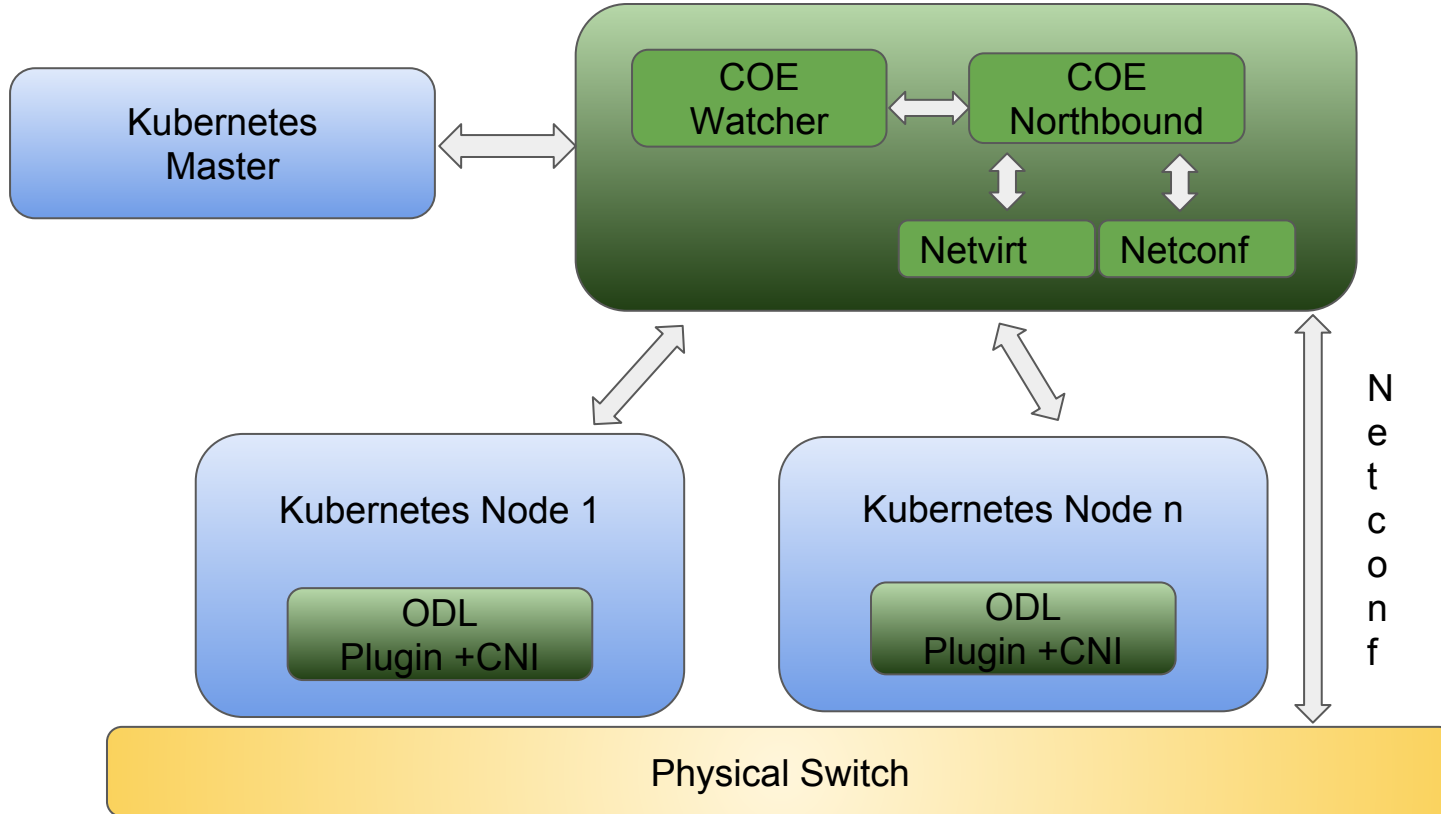 Kubernetes
Master
COE
Watcher
COE
Northbound
Netvirt
Netconf
N
e
t
c
o
n
f
Kubernetes Node 1
ODL
Plugin +CNI
Kubernetes Node n
ODL
Plugin +CNI
Physical Switch